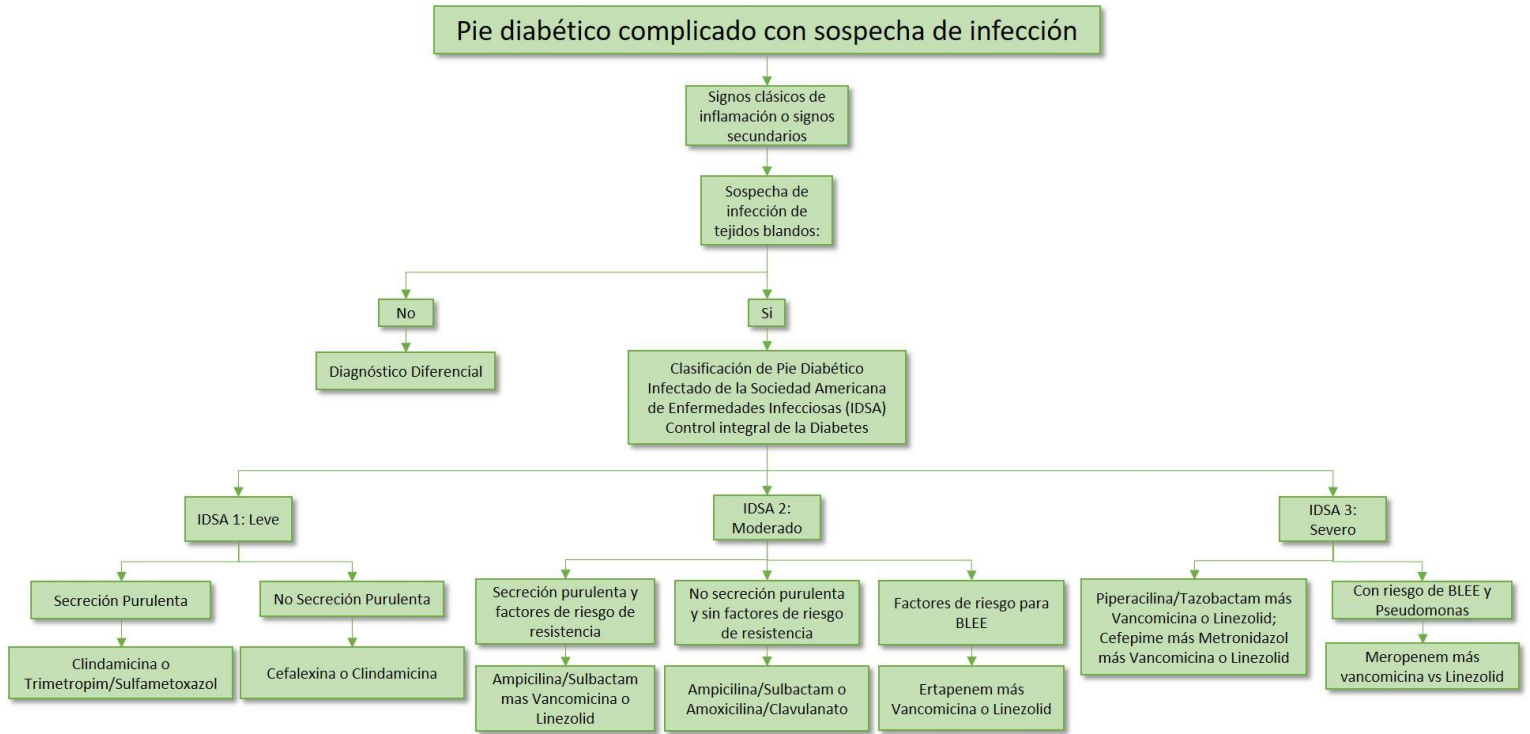 Pie diabético complicado con sospecha de infección
Signos clásicos de
inflamación o signos
secundarios
Sospecha de
infección de
tejidos blandos:
No
Si
Diagnóstico Diferencial
Clasificación de Pie Diabético
Infectado de la Sociedad Americana
de Enfermedades Infecciosas (IDSA)
Control integral de la Diabetes
IDSA 1: Leve
IDSA 2:
Moderado
IDSA 3:
Severo
Secreción Purulenta
No Secreción Purulenta
Secreción purulenta y
factores de riesgo de
resistencia
No secreción purulenta
y sin factores de riesgo
de resistencia
Factores de riesgo para
BLEE
Piperacilina/Tazobactam más
Vancomicina o Linezolid;
Cefepime más Metronidazol
más Vancomicina o Linezolid
Con riesgo de BLEE y
Pseudomonas
Clindamicina o
Trimetropim/Sulfametoxazol
Cefalexina o Clindamicina
Ampicilina/Sulbactam
mas Vancomicina o
Linezolid
Ampicilina/Sulbactam o
Amoxicilina/Clavulanato
Ertapenem más
Vancomicina o Linezolid
Meropenem más
vancomicina vs Linezolid